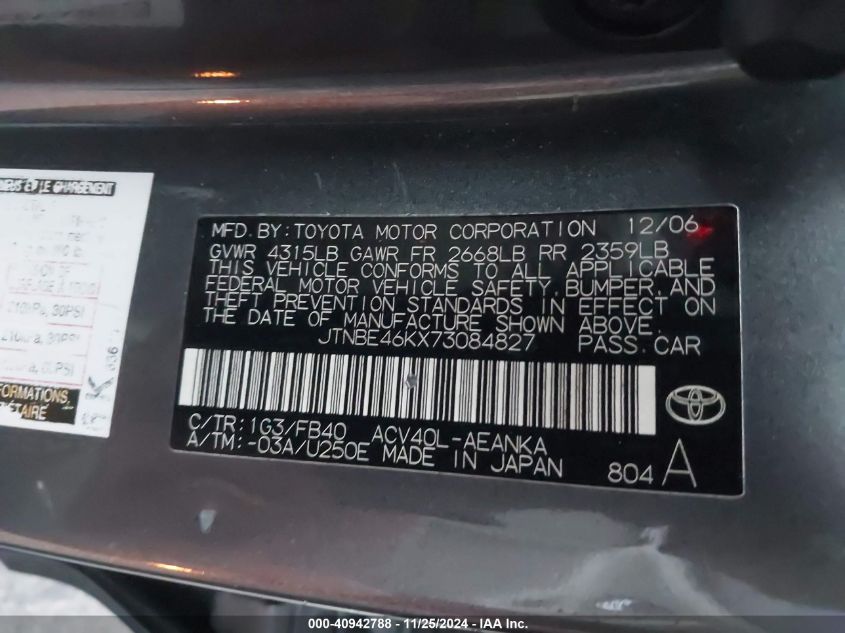 MFD. BY: TOYOTA MOTOR CORPORATION 12/06
GVWR 4315LB GAWR FR 2668LB RR 2359LB
THIS VEHICLE CONFORMS TO ALL APPLICABLE
FEDERAL MOTOR VEHICLE SAFETY, BUMPER, AND
THEFT PREVENTION STANDARDS IN EFFECT ON
THE DATE OF MANUFACTURE SHOWN ABOVE.
JTNBE46KX73084827 PASS. CAR
C/TR: 1G3/FB40 ACV40L-AEANKA
A/TM: -03A/U250E MADE IN JAPAN
804 A
LE CHARGEMENT
30PSI
FORMATIONS
000-40942788 - 11/25/2024 - IAA Inc.